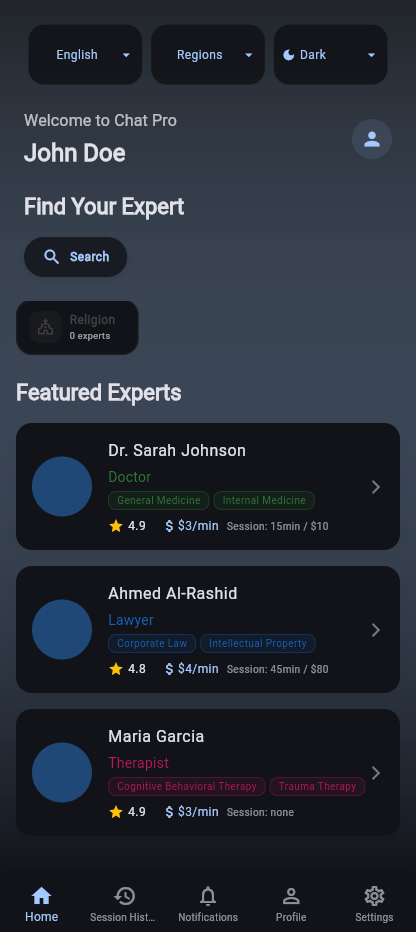 English Regions Dark
Welcome to Chat Pro
John Doe
Find Your Expert
Search
Religion
0 experts
Featured Experts
Dr. Sarah Johnson
Doctor
General Medicine Internal Medicine
4.9 $ $3/min Session: 15min / $10
Ahmed Al-Rashid
Lawyer
Corporate Law Intellectual Property
4.8 $ $4/min Session: 45min / $80
Maria Garcia
Therapist
Cognitive Behavioral Therapy Trauma Therapy
4.9 $ $3/min Session: none
Home Session Hist... Notifications Profile Settings